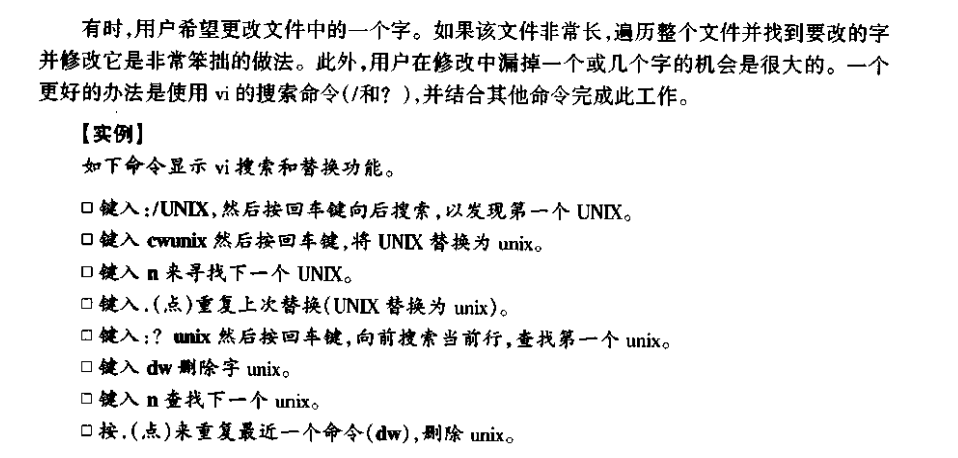 有时,用户希望更改文件中的一个字。如果该文件非常长,遍历整个文件并找到要改的字
并修改它是非常笨拙的做法。此外,用户在修改中漏掉一个或几个字的机会是很大的。一个
更好的办法是使用 vi 的搜索命令(/和? ),并结合其他命令完成此工作。
【实例】
如下命令显示 vi 搜索和替换功能。
□ 键入:/UNIX,然后按回车键向后搜索,以发现第一个 UNIX。
□ 键入 cwunix 然后按回车键,将 UNIX 替换为 unix。
□ 键入 n 来寻找下一个 UNIX。
□ 键入.(点)重复上次替换(UNIX 替换为 unix)。
□ 键入:? unix 然后按回车键,向前搜索当前行,查找第一个 unix。
□ 键入 dw 删除字 unix。
□ 键入 n 查找下一个 unix。
□ 按.(点)来重复最近一个命令(dw),删除 unix。